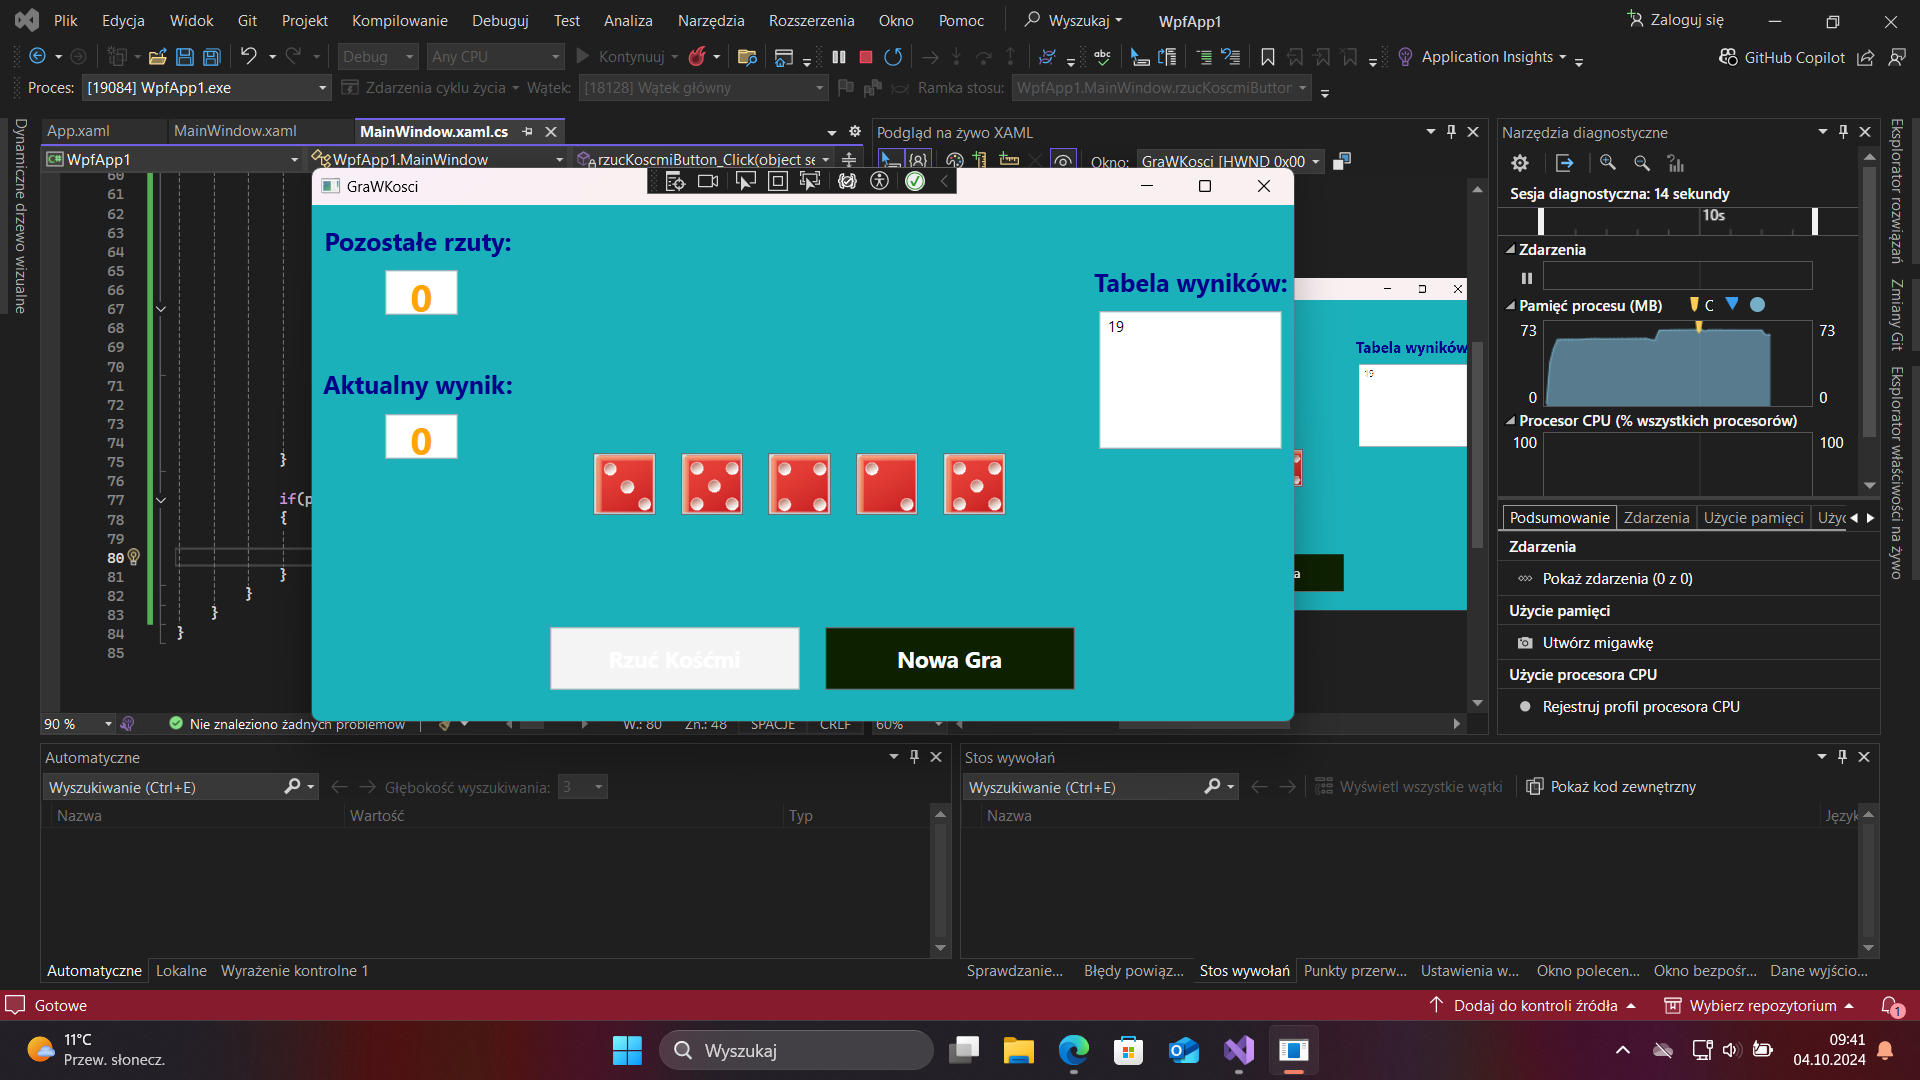 Plik Edycja Widok Git Projekt Kompilowanie Debuguj Test Analiza Narzędzia Rozszerzenia Okno Pomoc Wyszukaj WpfApp1 Zaloguj się
Debug Any CPU Kontynuuj Application Insights GitHub Copilot
Proces: [19084] WpfApp1.exe Zdarzenia cyklu życia Wątek: [18128] Wątek główny Ramka stosu: WpfApp1.MainWindow.rzucKoscmiButton
Dynamiczne drzewo wizualne
App.xaml MainWindow.xaml MainWindow.xaml.cs
WpfApp1 WpfApp1.MainWindow rzucKoscmiButton_Click(object se
60
61
62
63
64
65
66
67
68
69
70
71
72
73
74
75 }
76
77 if(p
78 {
79
80
81 }
82 }
83 }
84 }
85
90 % Nie znaleziono żadnych problemów W.: 80 Zn.: 48 SPACJE CRLF
Podgląd na żywo XAML
Okno: GraWKosci [HWND 0x00
Tabela wyników
19
a
60%
GraWKosci
Pozostałe rzuty:
0
Aktualny wynik:
0
Tabela wyników:
19
Rzuć Kośćmi
Nowa Gra
Narzędzia diagnostyczne
Sesja diagnostyczna: 14 sekundy
10s
Zdarzenia
Pamięć procesu (MB) C
73 73
0 0
Procesor CPU (% wszystkich procesorów)
100 100
Podsumowanie Zdarzenia Użycie pamięci Użyc
Zdarzenia
Pokaż zdarzenia (0 z 0)
Użycie pamięci
Utwórz migawkę
Użycie procesora CPU
Rejestruj profil procesora CPU
Eksplorator rozwiązań
Zmiany Git
Eksplorator właściwości na żywo
Automatyczne
Wyszukiwanie (Ctrl+E) Głębokość wyszukiwania: 3
Nazwa Wartość Typ
Automatyczne Lokalne Wyrażenie kontrolne 1
Stos wywołań
Wyszukiwanie (Ctrl+E) Wyświetl wszystkie wątki Pokaż kod zewnętrzny
Nazwa Język
Sprawdzanie... Błędy powiąz... Stos wywołań Punkty przerw... Ustawienia w... Okno polecen... Okno bezpośr... Dane wyjścio...
Gotowe Dodaj do kontroli źródła Wybierz repozytorium 1
11°C
Przew. słonecz.
Wyszukaj
09:41
04.10.2024